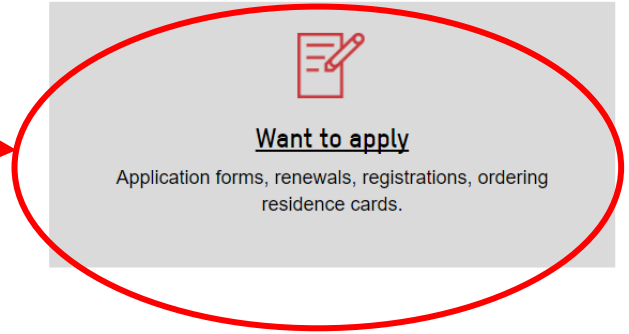 Want to apply
Application forms, renewals, registrations, ordering
residence cards.